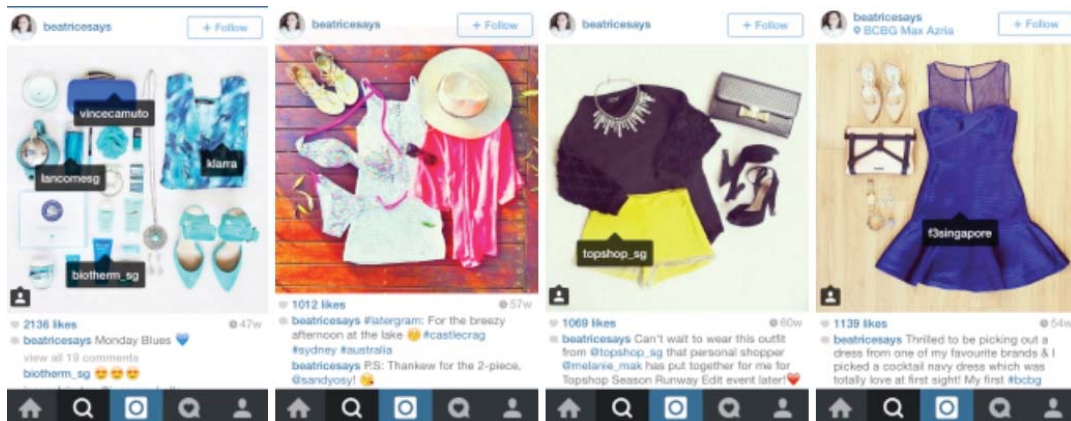 beatricesays
+ Follow
vincecamuto
klarra
lancomesg
biotherm_sg
2136 likes
47w
beatricesays Monday Blues 💙
view all 19 comments
biotherm_sg 😍😍😍
beatricesays
+ Follow
1012 likes
57w
beatricesays #latergram: For the breezy
afternoon at the lake 😚 #castlecrag
#sydney #australia
beatricesays P.S: Thankew for the 2-piece,
@sandyosy! 😘
beatricesays
+ Follow
topshop_sg
1069 likes
60w
beatricesays Can't wait to wear this outfit
from @topshop_sg that personal shopper
@melanie_mak has put together for me for
Topshop Season Runway Edit event later!❤️
beatricesays
BCBG Max Azria
+ Follow
f3singapore
1139 likes
54w
beatricesays Thrilled to be picking out a
dress from one of my favourite brands & I
picked a cocktail navy dress which was
totally love at first sight! My first #bcbg